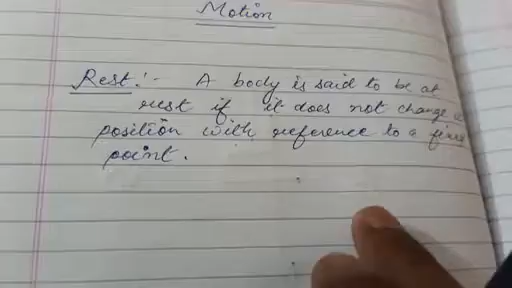 Motion
Rest :- A body is said to be at
rest if it does not change
position with reference to a
point.